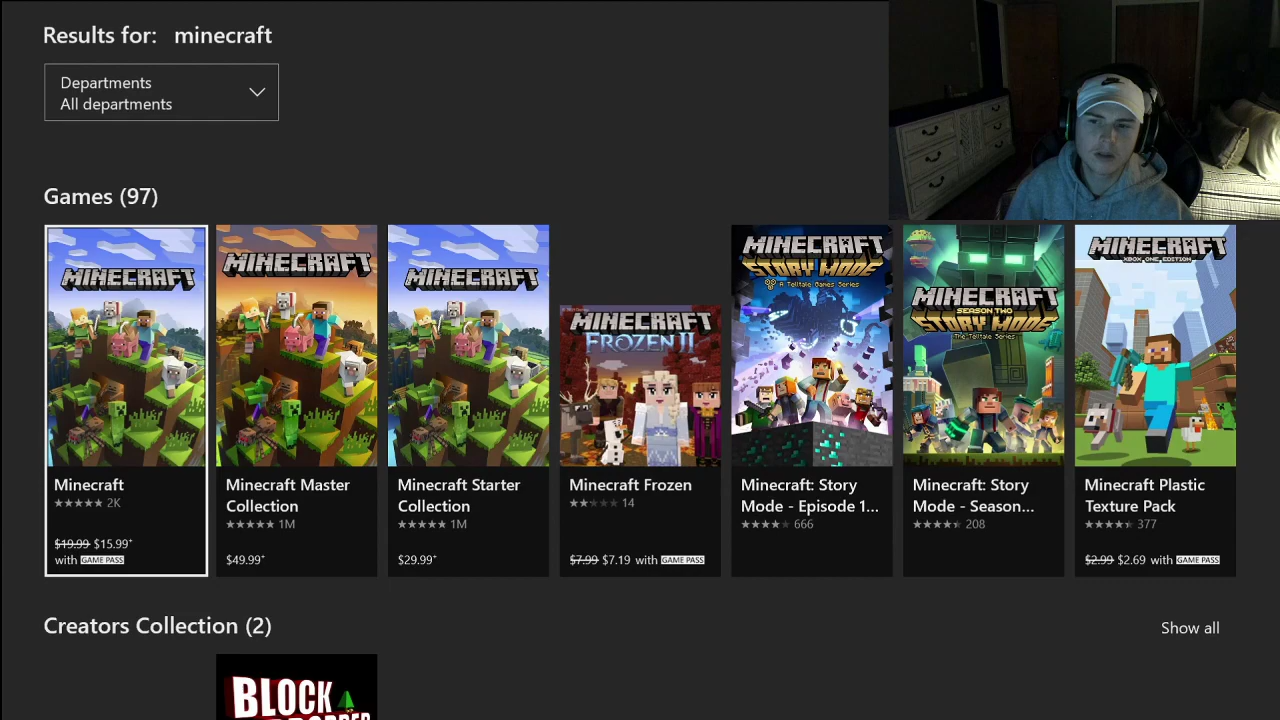 Results for: minecraft
Departments
All departments
Games (97)
MINECRAFT
Minecraft
2K
$19.99 $15.99+
with GAME PASS
MINECRAFT
Minecraft Master
Collection
1M
$49.99+
MINECRAFT
Minecraft Starter
Collection
1M
$29.99+
MINECRAFT
FROZEN II
Minecraft Frozen
14
$7.99 $7.19 with GAME PASS
MINECRAFT
STORY MODE
A Telltale Games Series
Minecraft: Story
Mode - Episode 1...
666
MINECRAFT
SEASON TWO
STORY MODE
The Telltale Series
Minecraft: Story
Mode - Season...
208
MINECRAFT
XBOX ONE EDITION
Minecraft Plastic
Texture Pack
377
$2.99 $2.69 with GAME PASS
Creators Collection (2)
Show all
BLOCK